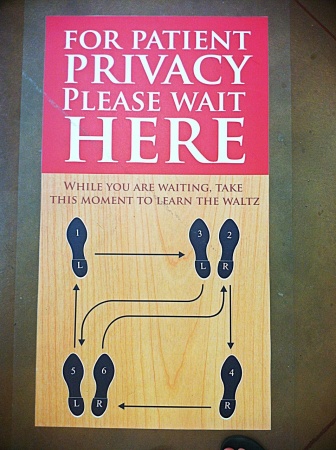 FOR PATIENT
PRIVACY
PLEASE WAIT
HERE
WHILE YOU ARE WAITING, TAKE
THIS MOMENT TO LEARN THE WALTZ
1 3 2
L L R
5 6 4
L R R